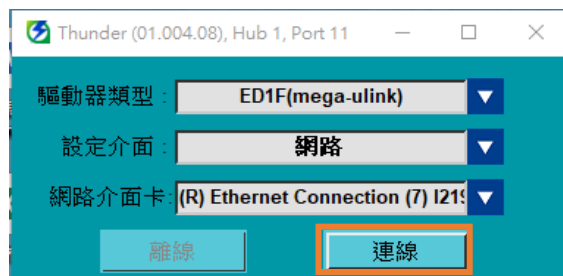 Thunder (01.004.08), Hub 1, Port 11
驅動器類型 : ED1F(mega-ulink)
設定介面 : 網路
網路介面卡: (R) Ethernet Connection (7) I219
離線 連線